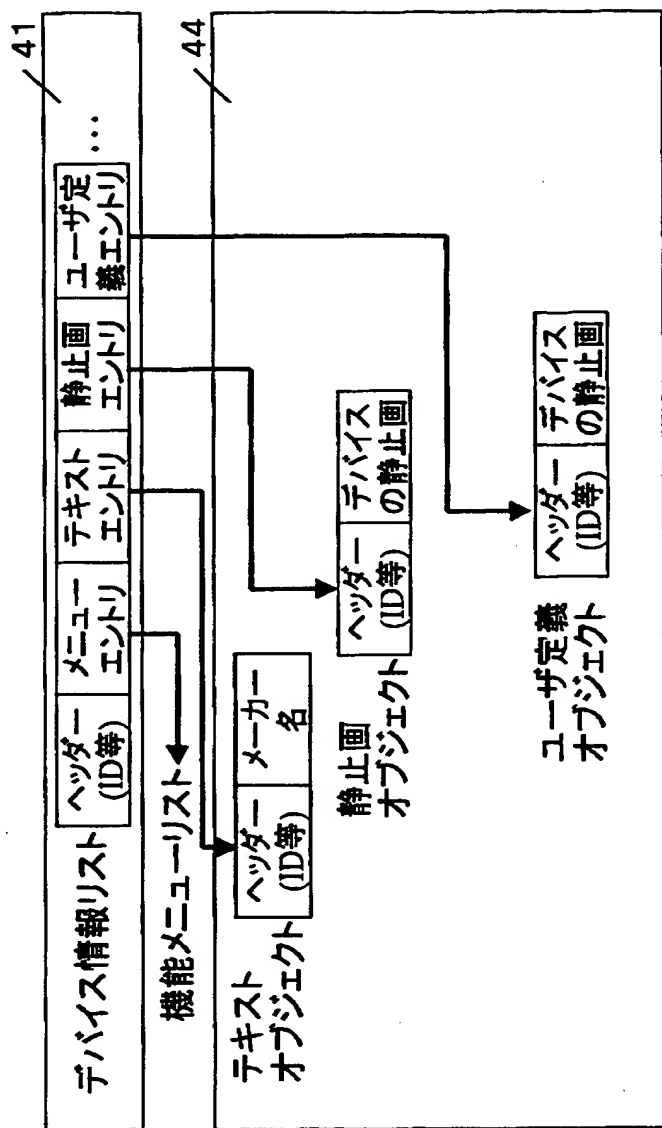 41
デバイス情報リスト
ヘッダー
(ID等)
メニュー
エントリ
テキスト
エントリ
静止画
エントリ
ユーザ定
義エントリ
…
機能メニューリスト
44
テキスト
オブジェクト
ヘッダー
(ID等)
メーカー
名
静止画
オブジェクト
ヘッダー
(ID等)
デバイス
の静止画
ユーザ定義
オブジェクト
ヘッダー
(ID等)
デバイス
の静止画